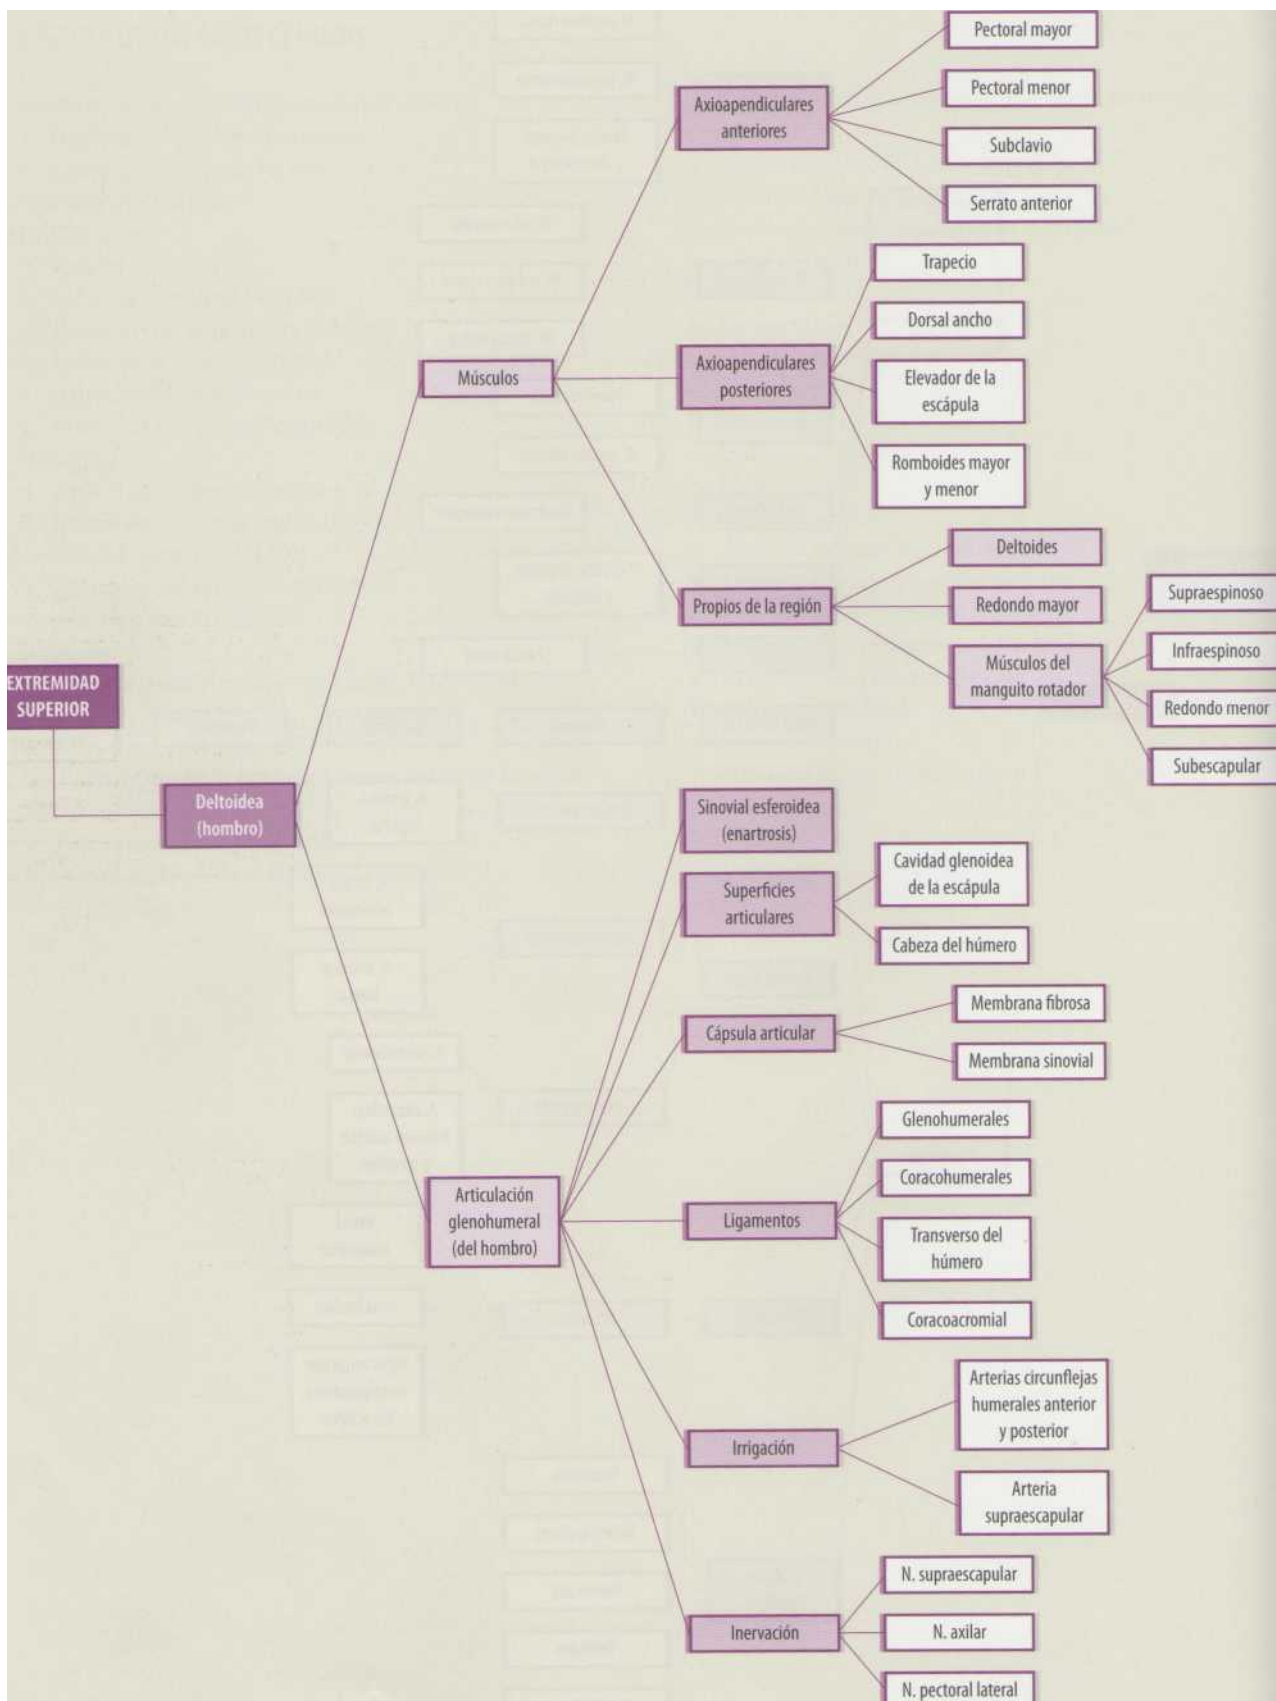 EXTREMIDAD
SUPERIOR
Deltoidea
(hombro)
Músculos
Axioapendiculares
anteriores
Pectoral mayor
Pectoral menor
Subclavio
Serrato anterior
Axioapendiculares
posteriores
Trapecio
Dorsal ancho
Elevador de la
escápula
Romboides mayor
y menor
Propios de la región
Deltoides
Redondo mayor
Músculos del
manguito rotador
Supraespinoso
Infraespinoso
Redondo menor
Subescapular
Articulación
glenohumeral
(del hombro)
Sinovial esferoidea
(enartrosis)
Superficies
articulares
Cavidad glenoidea
de la escápula
Cabeza del húmero
Cápsula articular
Membrana fibrosa
Membrana sinovial
Ligamentos
Glenohumerales
Coracohumerales
Transverso del
húmero
Coracoacromial
Irrigación
Arterias circunflejas
humerales anterior
y posterior
Arteria
supraescapular
Inervación
N. supraescapular
N. axilar
N. pectoral lateral